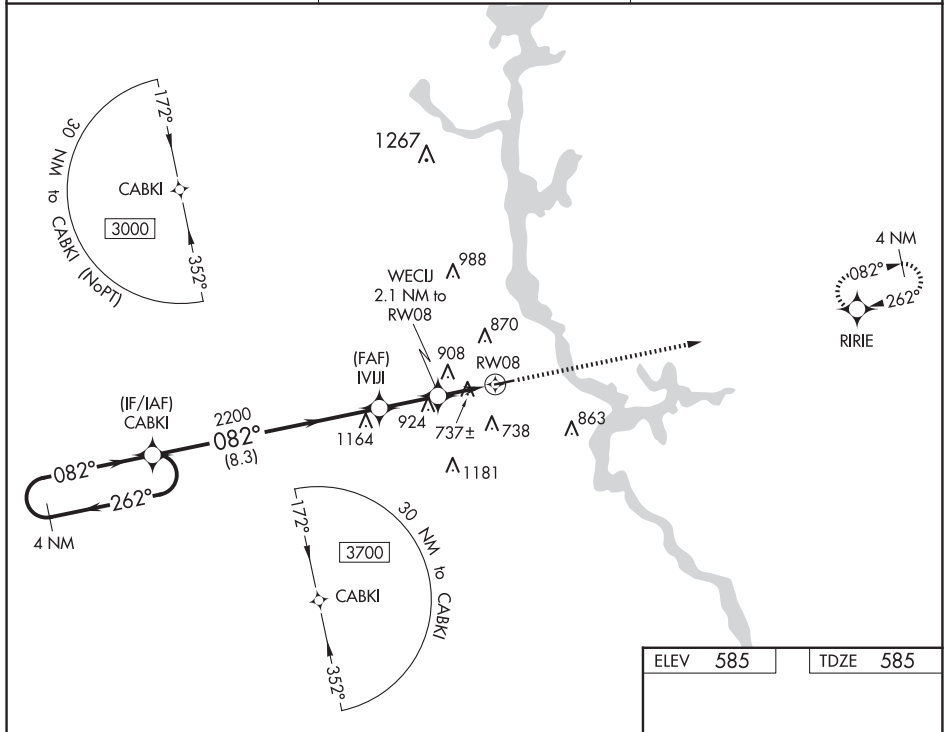 172°
30 NM to CABKI (NoPT)
CABKI
3000
352°
1267
4 NM
082°
262°
RIRIE
988
WECIJ
2.1 NM to
RW08
870
908
RW08
(FAF)
IVIJI
(IF/IAF)
CABKI
2200
082°
(8.3)
1164
924
737±
738
863
1181
082°
262°
4 NM
172°
30 NM to CABKI
3700
CABKI
352°
ELEV 585
TDZE 585